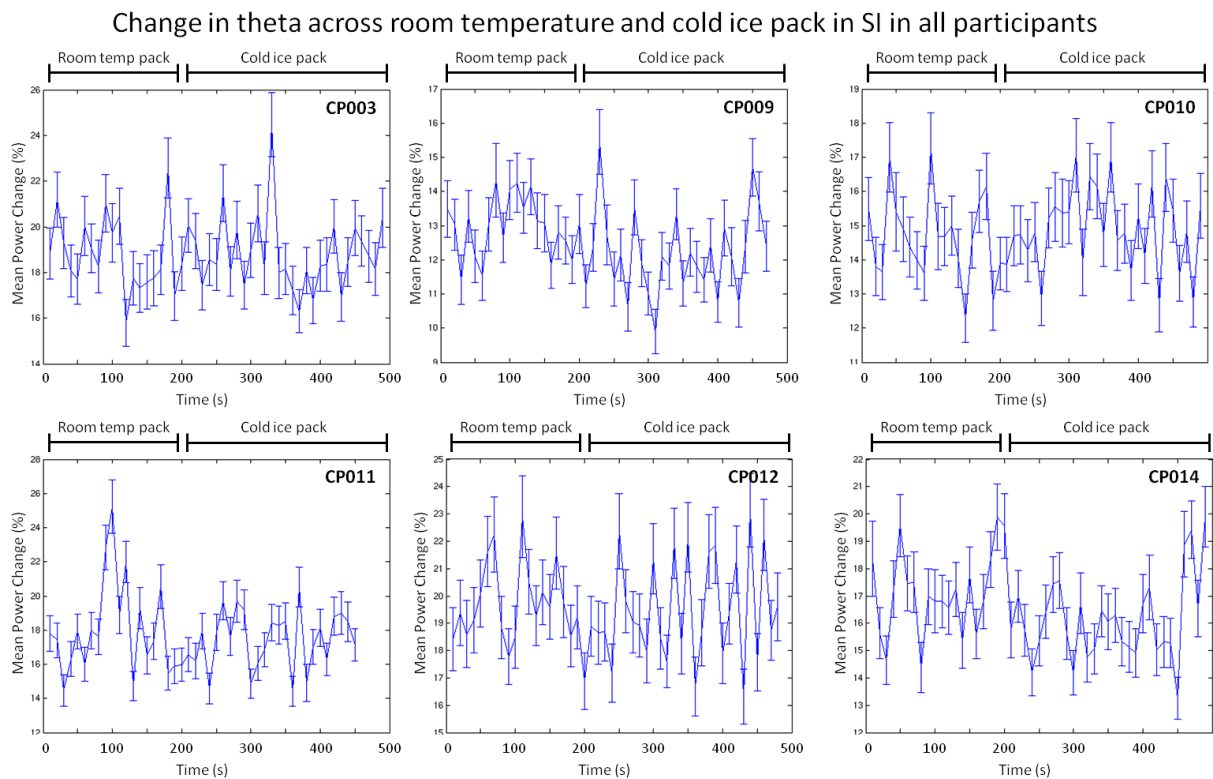 Change in theta across room temperature and cold ice pack in SI in all participants
Room temp pack Cold ice pack
CP003
Mean Power Change (%)
26
24
22
20
18
16
14
0 100 200 300 400 500
Time (s)
Room temp pack Cold ice pack
CP009
Mean Power Change (%)
17
16
15
14
13
12
11
10
9
0 100 200 300 400 500
Time (s)
Room temp pack Cold ice pack
CP010
Mean Power Change (%)
19
18
17
16
15
14
13
12
11
0 100 200 300 400
Time (s)
Room temp pack Cold ice pack
CP011
Mean Power Change (%)
28
26
24
22
20
18
16
14
12
0 100 200 300 400 500
Time (s)
Room temp pack Cold ice pack
CP012
Mean Power Change (%)
25
24
23
22
21
20
19
18
17
16
15
0 100 200 300 400 500
Time (s)
Room temp pack Cold ice pack
CP014
Mean Power Change (%)
22
21
20
19
18
17
16
15
14
13
12
0 100 200 300 400
Time (s)